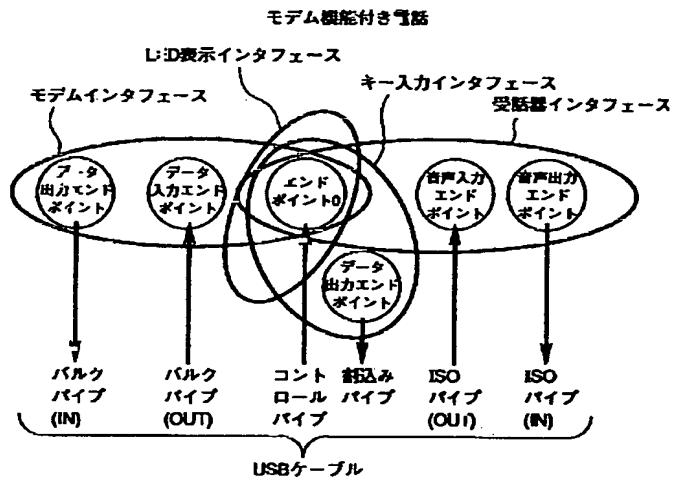 モデム機能付き電話
LED表示インタフェース
キー入力インタフェース
モデムインタフェース
受話器インタフェース
データ
出力エンド
ポイント
データ
入力エンド
ポイント
エンド
ポイント0
音声入力
エンド
ポイント
音声出力
エンド
ポイント
データ
出力エンド
ポイント
バルク
パイプ
(IN)
バルク
パイプ
(OUT)
コント
ロール
パイプ
割込み
パイプ
ISO
パイプ
(OUT)
ISO
パイプ
(IN)
USBケーブル